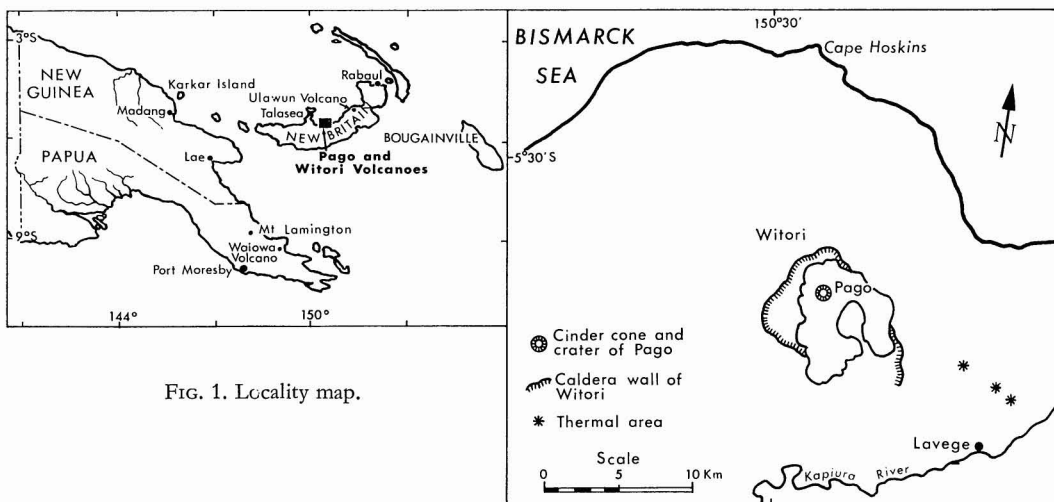 3°S
NEW
GUINEA
Karkar Island
Madang
PAPUA
Lae
9°S
Mt Lamington
Waiowa
Volcano
Port Moresby
Rabaul
Ulawun Volcano
Talasea
NEW BRITAIN
BOUGAINVILLE
Pago and
Witori Volcanoes
144°
150°
FIG. 1. Locality map.
150°30'
BISMARCK
SEA
Cape Hoskins
N
5°30'S
Witori
Pago
Cinder cone and
crater of Pago
Caldera wall of
Witori
Thermal area
Scale
0 5 10 Km
Lavege
Kapiura River